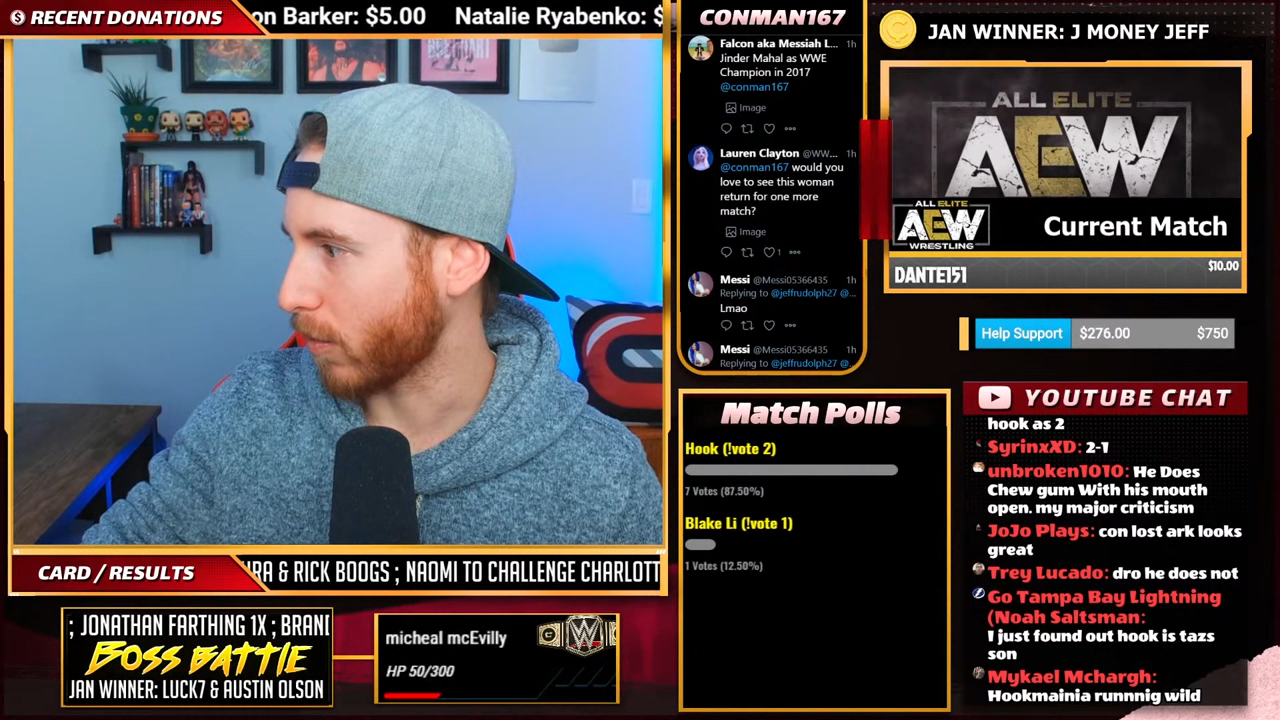 RECENT DONATIONS
on Barker: $5.00 Natalie Ryabenko: $
CONMAN167
Falcon aka Messiah L... 1h
Jinder Mahal as WWE
Champion in 2017
@conman167
Image
Lauren Clayton @WW... 1h
@conman167 would you
love to see this woman
return for one more
match?
Image
1
Messi @Messi05366435 1h
Replying to @jeffrudolph27 @...
Lmao
Messi @Messi05366435 1h
Replying to @jeffrudolph27 @...
JAN WINNER: J MONEY JEFF
ALL ELITE
AEW
ALL ELITE
AEW
WRESTLING
Current Match
DANTE151
$10.00
Help Support $276.00 $750
Match Polls
Hook (!vote 2)
7 Votes (87.50%)
Blake Li (!vote 1)
1 Votes (12.50%)
YOUTUBE CHAT
hook as 2
SyrinxXD: 2-1
unbroken1010: He Does
Chew gum With his mouth
open. my major criticism
JoJo Plays: con lost ark looks
great
Trey Lucado: dro he does not
Go Tampa Bay Lightning
(Noah Saltsman:
I just found out hook is tazs
son
Mykael Mchargh:
Hookmainia runnnig wild
CARD / RESULTS
RA & RICK BOOGS ; NAOMI TO CHALLENGE CHARLOTT
; JONATHAN FARTHING 1X ; BRAND
BOSS BATTLE
JAN WINNER: LUCK7 & AUSTIN OLSON
micheal mcEvilly
HP 50/300